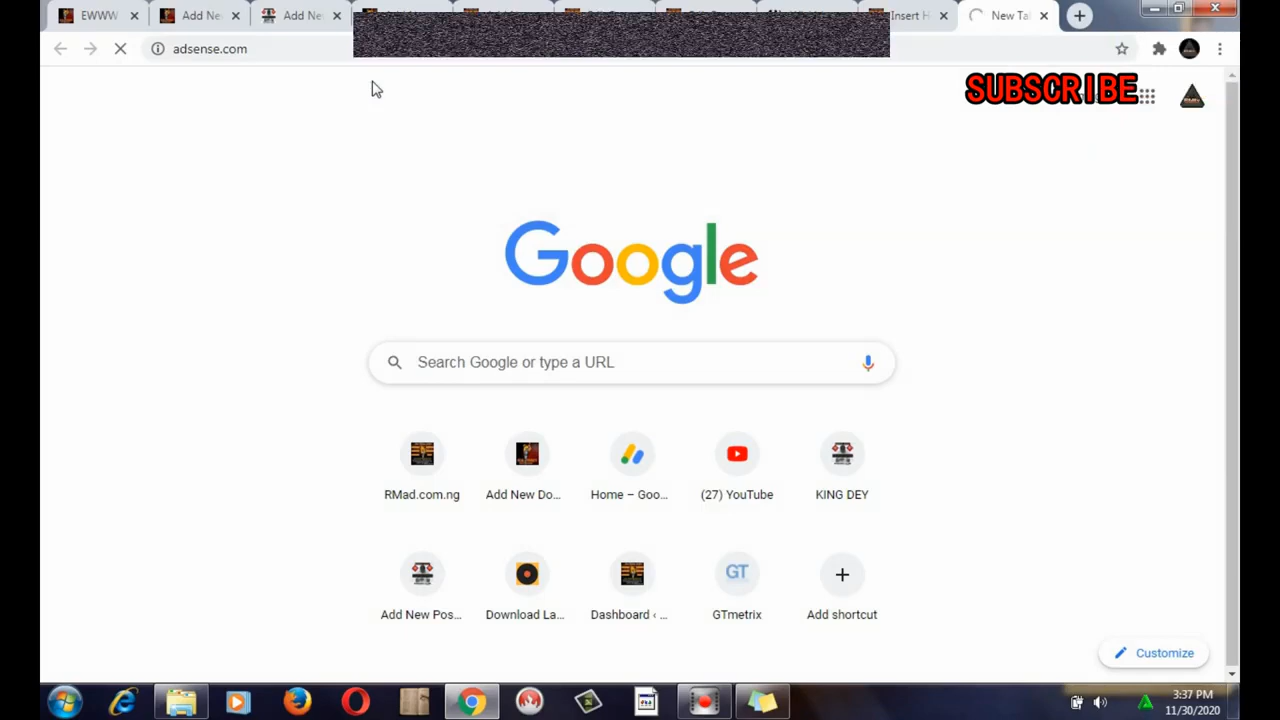 EWWW
Add Ne
Add Ne
Insert H
New Ta
adsense.com
SUBSCRIBE
Google
Search Google or type a URL
RMad.com.ng
Add New Do...
Home – Goo...
(27) YouTube
KING DEY
GT
Add New Pos...
Download La...
Dashboard ‹ ...
GTmetrix
Add shortcut
Customize
3:37 PM
11/30/2020